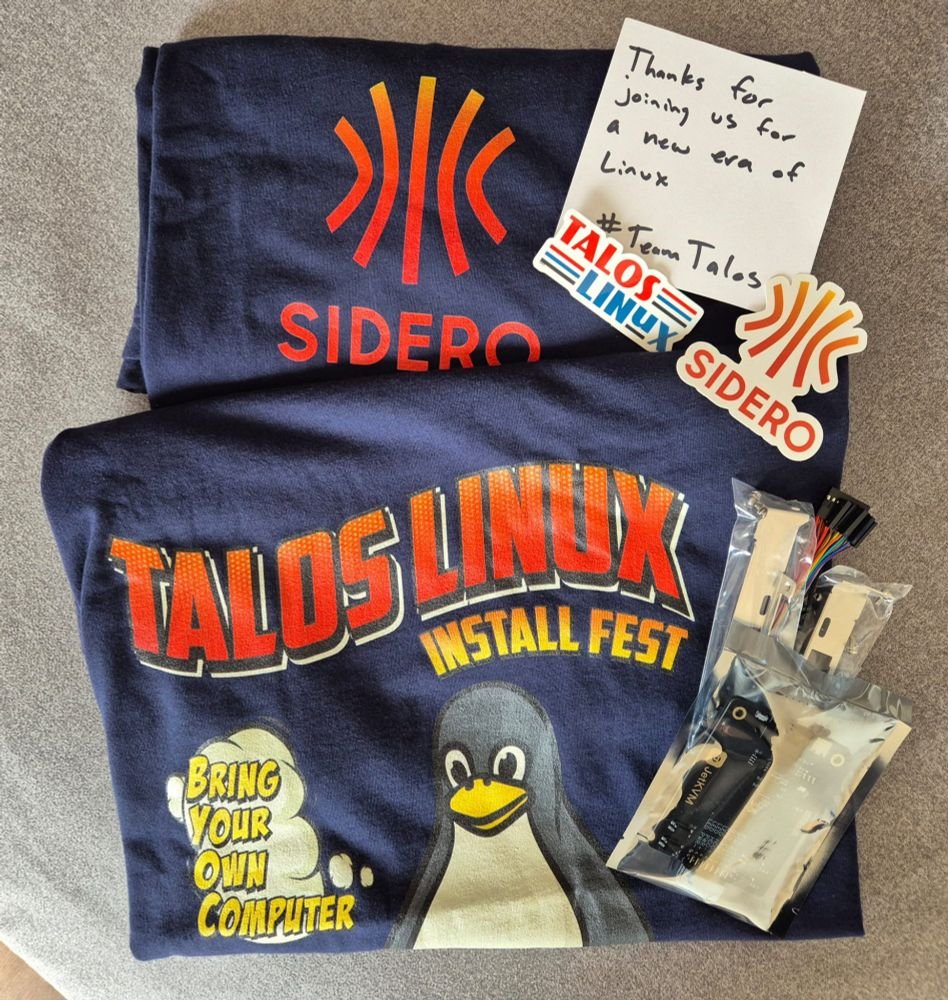 Thanks for
joining us for
a new era of
Linux
#TeamTalos
SIDERO
TALOS
LINUX
SIDERO
TALOS LINUX
INSTALL FEST
BRING
YOUR
OWN
COMPUTER
JetKVM